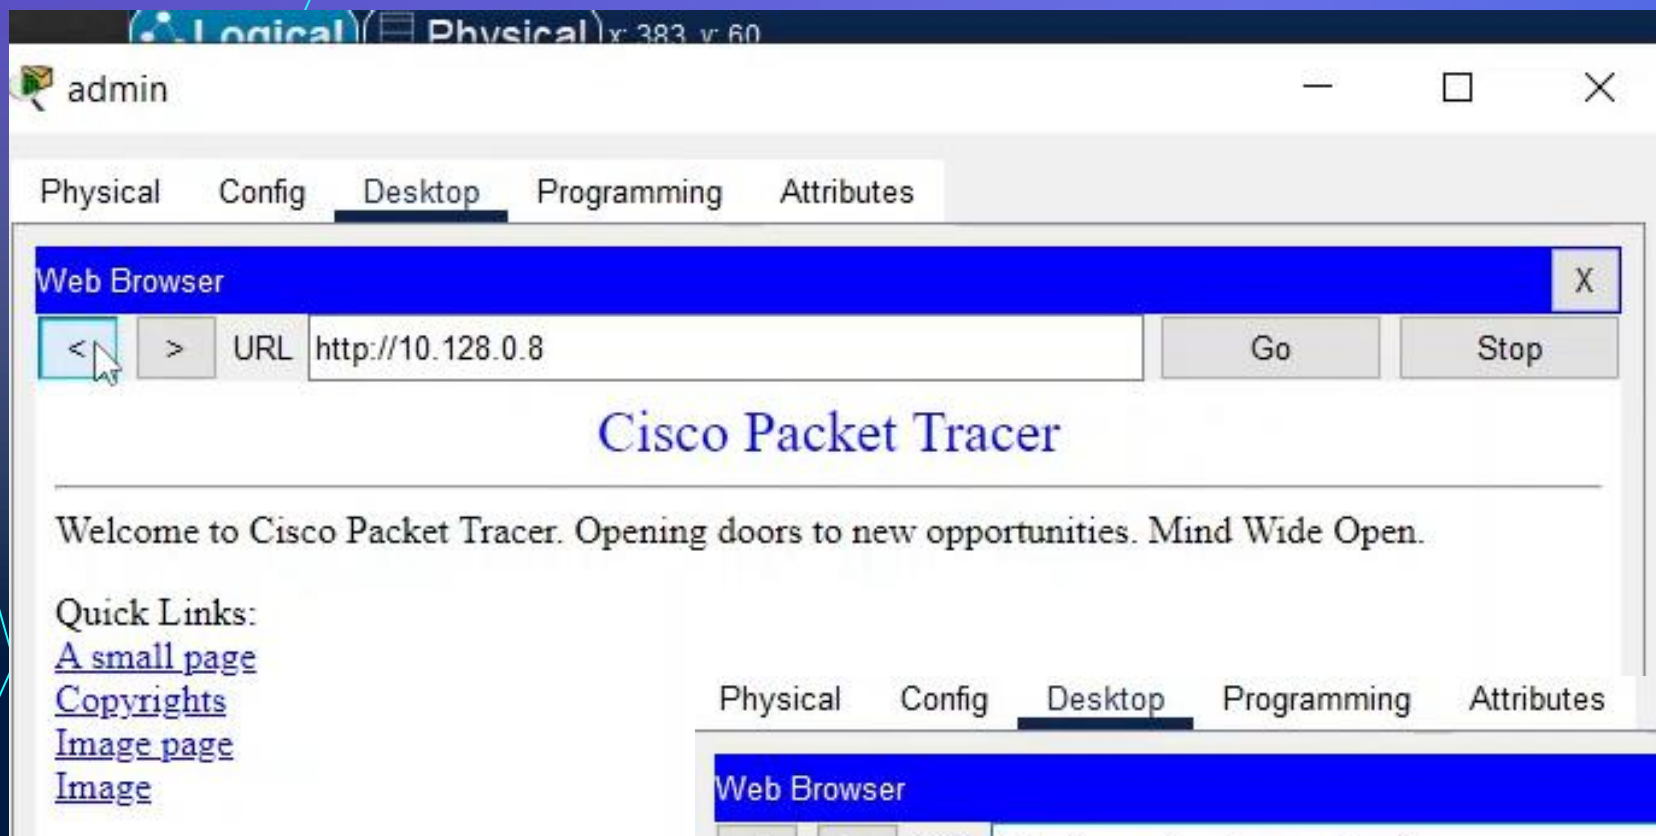 Logical Physical x: 383, y: 60
admin
Physical Config Desktop Programming Attributes
Web Browser X
< > URL http://10.128.0.8 Go Stop
Cisco Packet Tracer
Welcome to Cisco Packet Tracer. Opening doors to new opportunities. Mind Wide Open.
Quick Links:
A small page
Copyrights
Image page
Image
Physical Config Desktop Programming Attributes
Web Browser